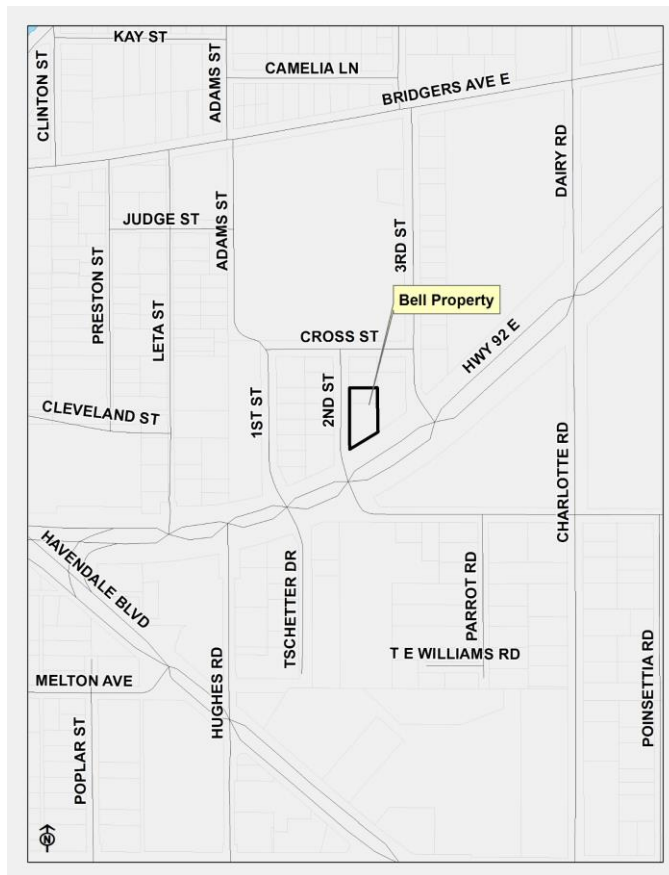 KAY ST
CLINTON ST
ADAMS ST
CAMELIA LN
BRIDGERS AVE E
DAIRY RD
JUDGE ST
ADAMS ST
PRESTON ST
LETA ST
3RD ST
Bell Property
CROSS ST
HWY 92 E
CLEVELAND ST
1ST ST
2ND ST
CHARLOTTE RD
HAVENDALE BLVD
TSCHETTER DR
PARROT RD
T E WILLIAMS RD
POINSETTIA RD
MELTON AVE
HUGHES RD
POPLAR ST
N